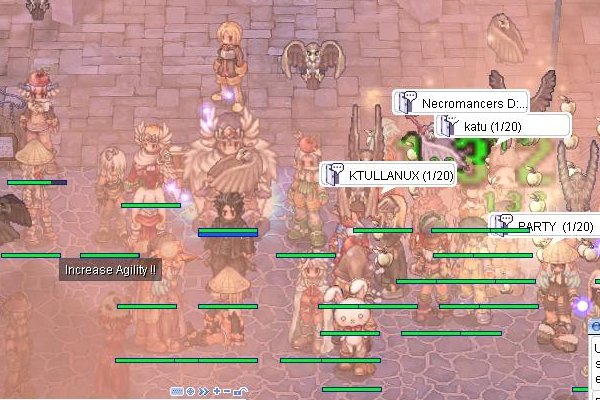 Necromancers D:...
katu (1/20)
KTULLANUX (1/20)
PARTY (1/20)
Increase Agility !!